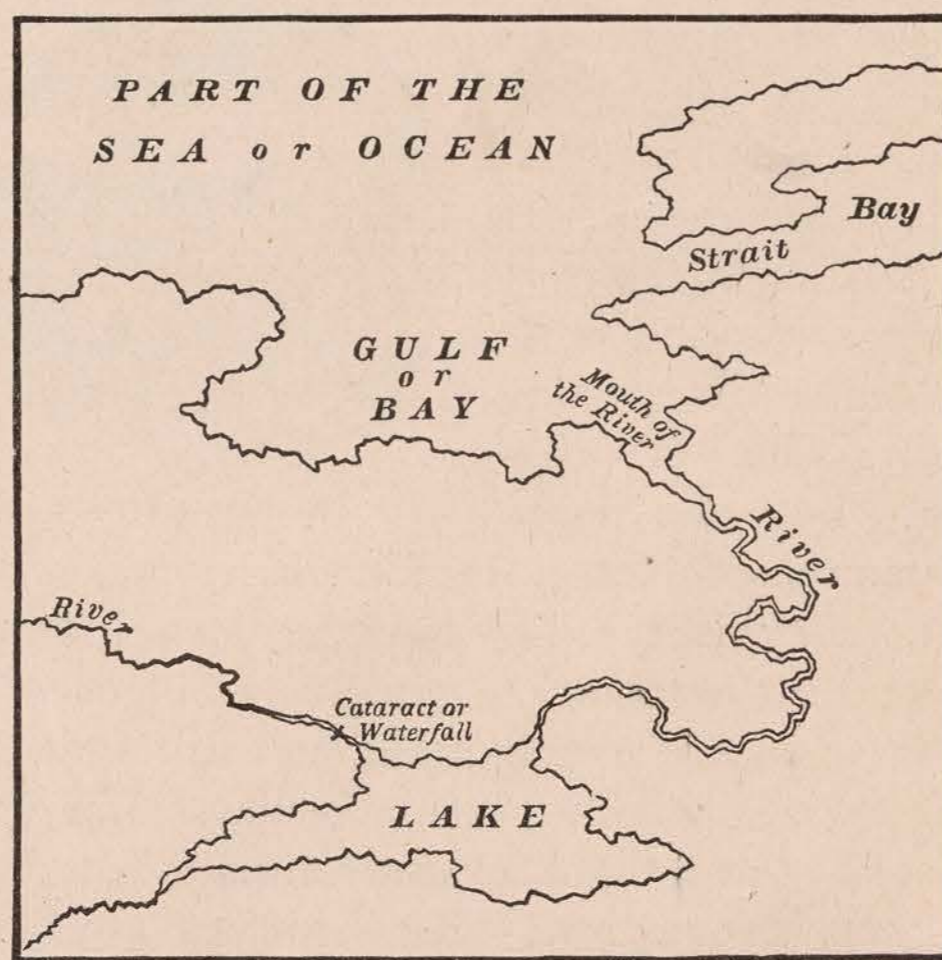 PART OF THE
SEA or OCEAN
Bay
Strait
GULF
or
BAY
Mouth of
the River
River
River
Cataract or
Waterfall
LAKE